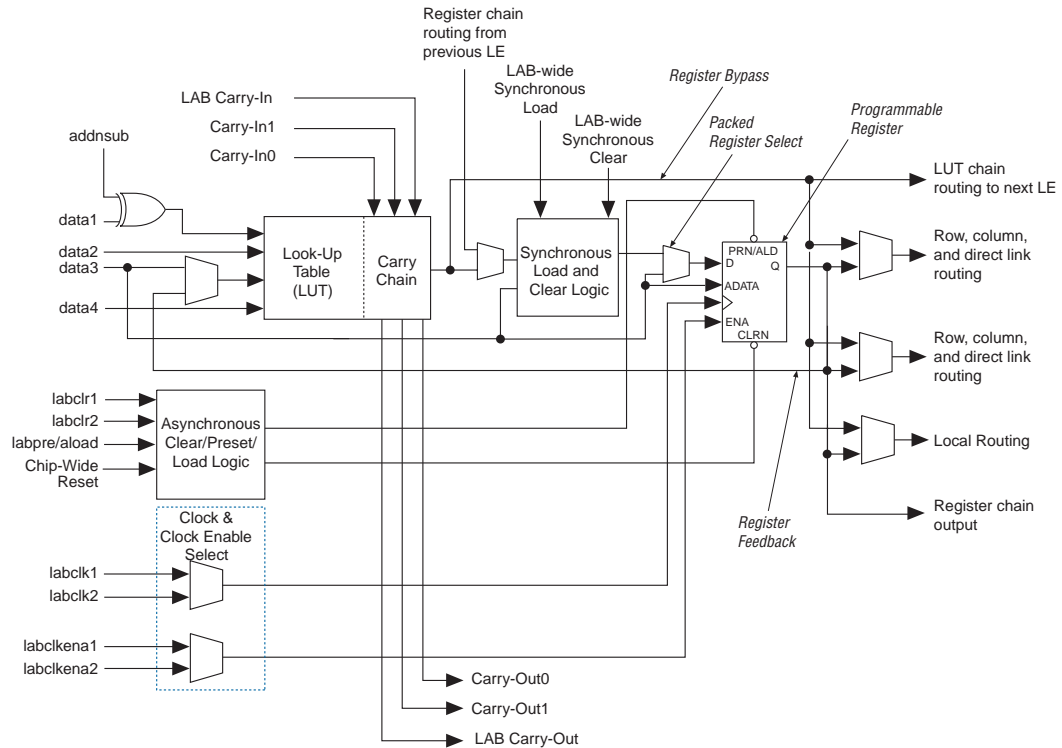 Register chain
routing from
previous LE
LAB-wide
Synchronous
Load
Register Bypass
LAB Carry-In
Programmable
Register
Packed
Register Select
LAB-wide
Synchronous
Clear
Carry-In1
addnsub
Carry-In0
LUT chain
routing to next LE
data1
data2
data3
data4
Look-Up
Table
(LUT)
Carry
Chain
Synchronous
Load and
Clear Logic
PRN/ALD
D
Q
ADATA
ENA
CLRN
Row, column,
and direct link
routing
Row, column,
and direct link
routing
labclr1
labclr2
labpre/aload
Chip-Wide
Reset
Asynchronous
Clear/Preset/
Load Logic
Local Routing
Register
Feedback
Register chain
output
Clock &
Clock Enable
Select
labclk1
labclk2
labclkena1
labclkena2
Carry-Out0
Carry-Out1
LAB Carry-Out